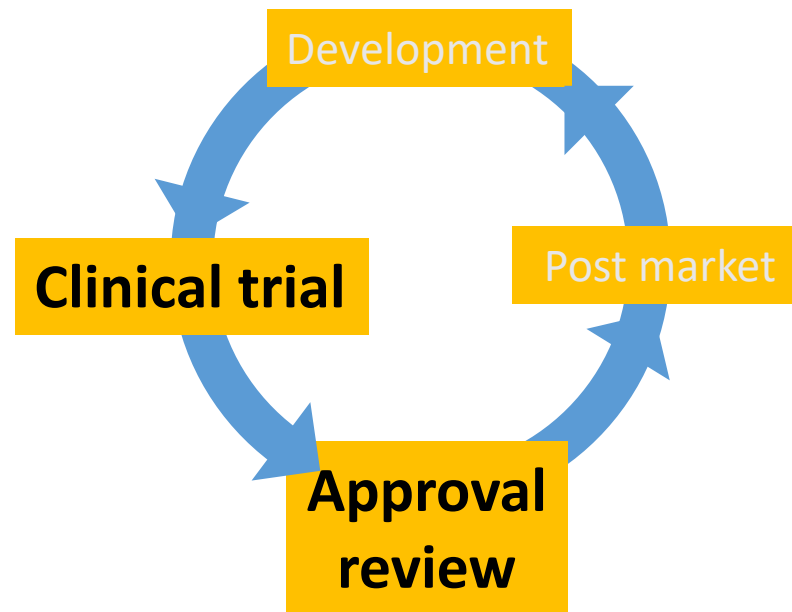 Development
Clinical trial
Post market
Approval
review